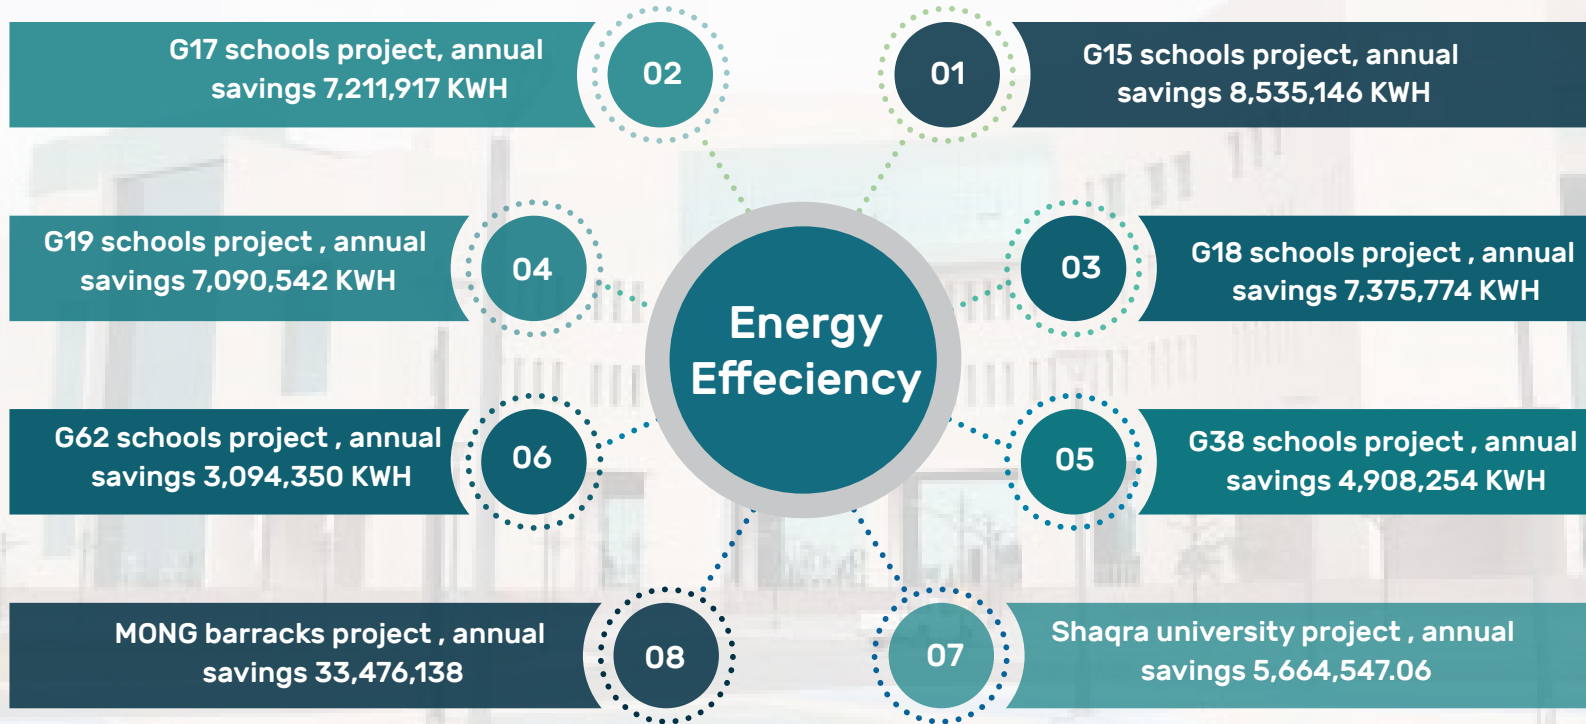 G17 schools project, annual
savings 7,211,917 KWH
02
01
G15 schools project, annual
savings 8,535,146 KWH
G19 schools project , annual
savings 7,090,542 KWH
04
03
G18 schools project , annual
savings 7,375,774 KWH
Energy
Effeciency
G62 schools project , annual
savings 3,094,350 KWH
06
05
G38 schools project , annual
savings 4,908,254 KWH
MONG barracks project , annual
savings 33,476,138
08
07
Shaqra university project , annual
savings 5,664,547.06